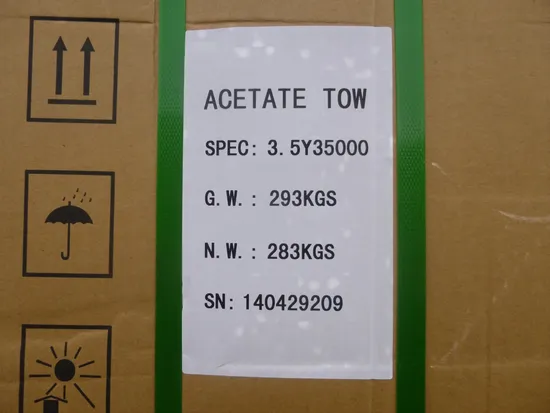 ACETATE TOW
SPEC: 3.5Y35000
G.W.: 293KGS
N.W.: 283KGS
SN: 140429209